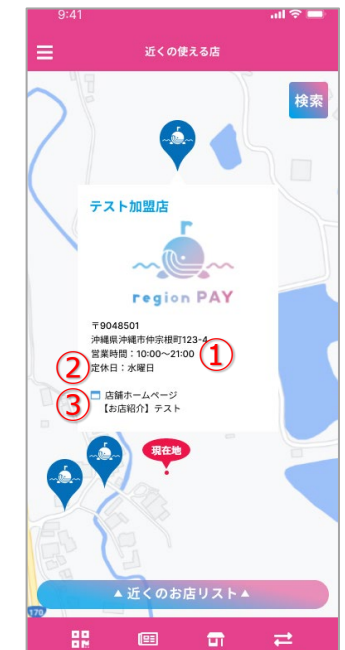 9:41
近くの使える店
検索
テスト加盟店
region PAY
〒9048501
沖縄県沖縄市仲宗根町123-4
営業時間：10:00～21:00 ①
② 定休日：水曜日
③ 店舗ホームページ
【お店紹介】テスト
現在地
▲近くのお店リスト▲
170